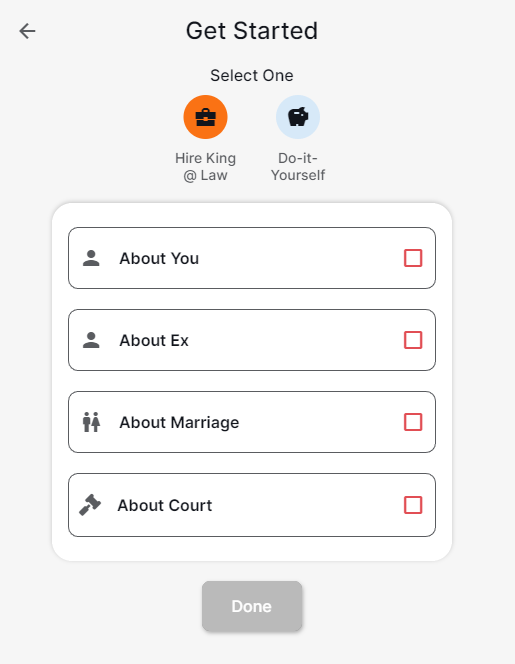 Get Started
Select One
Hire King
@ Law
Do-it-
Yourself
About You
About Ex
About Marriage
About Court
Done